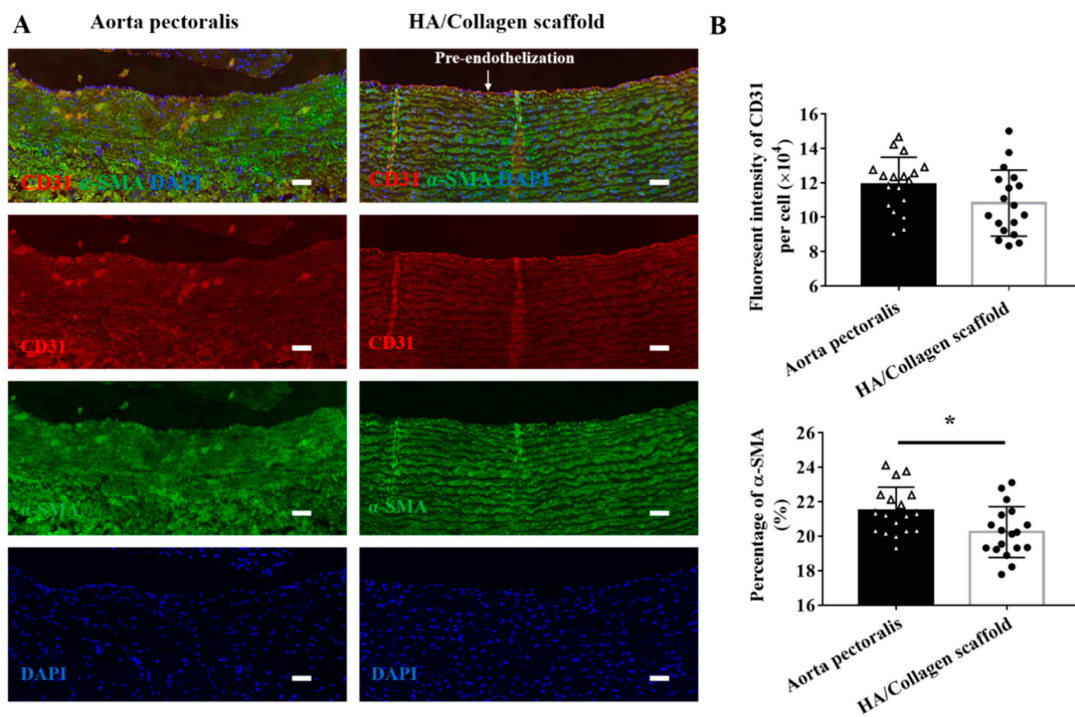 A
Aorta pectoralis
HA/Collagen scaffold
Pre-endothelization
CD31 α-SMA DAPI
CD31 α-SMA DAPI
CD31
CD31
α-SMA
α-SMA
DAPI
DAPI
B
Fluorescent intensity of CD31
per cell (×10⁴)
16
14
12
10
8
6
Aorta pectoralis
HA/Collagen scaffold
Percentage of α-SMA
(%)
26
24
22
20
18
16
*
Aorta pectoralis
HA/Collagen scaffold